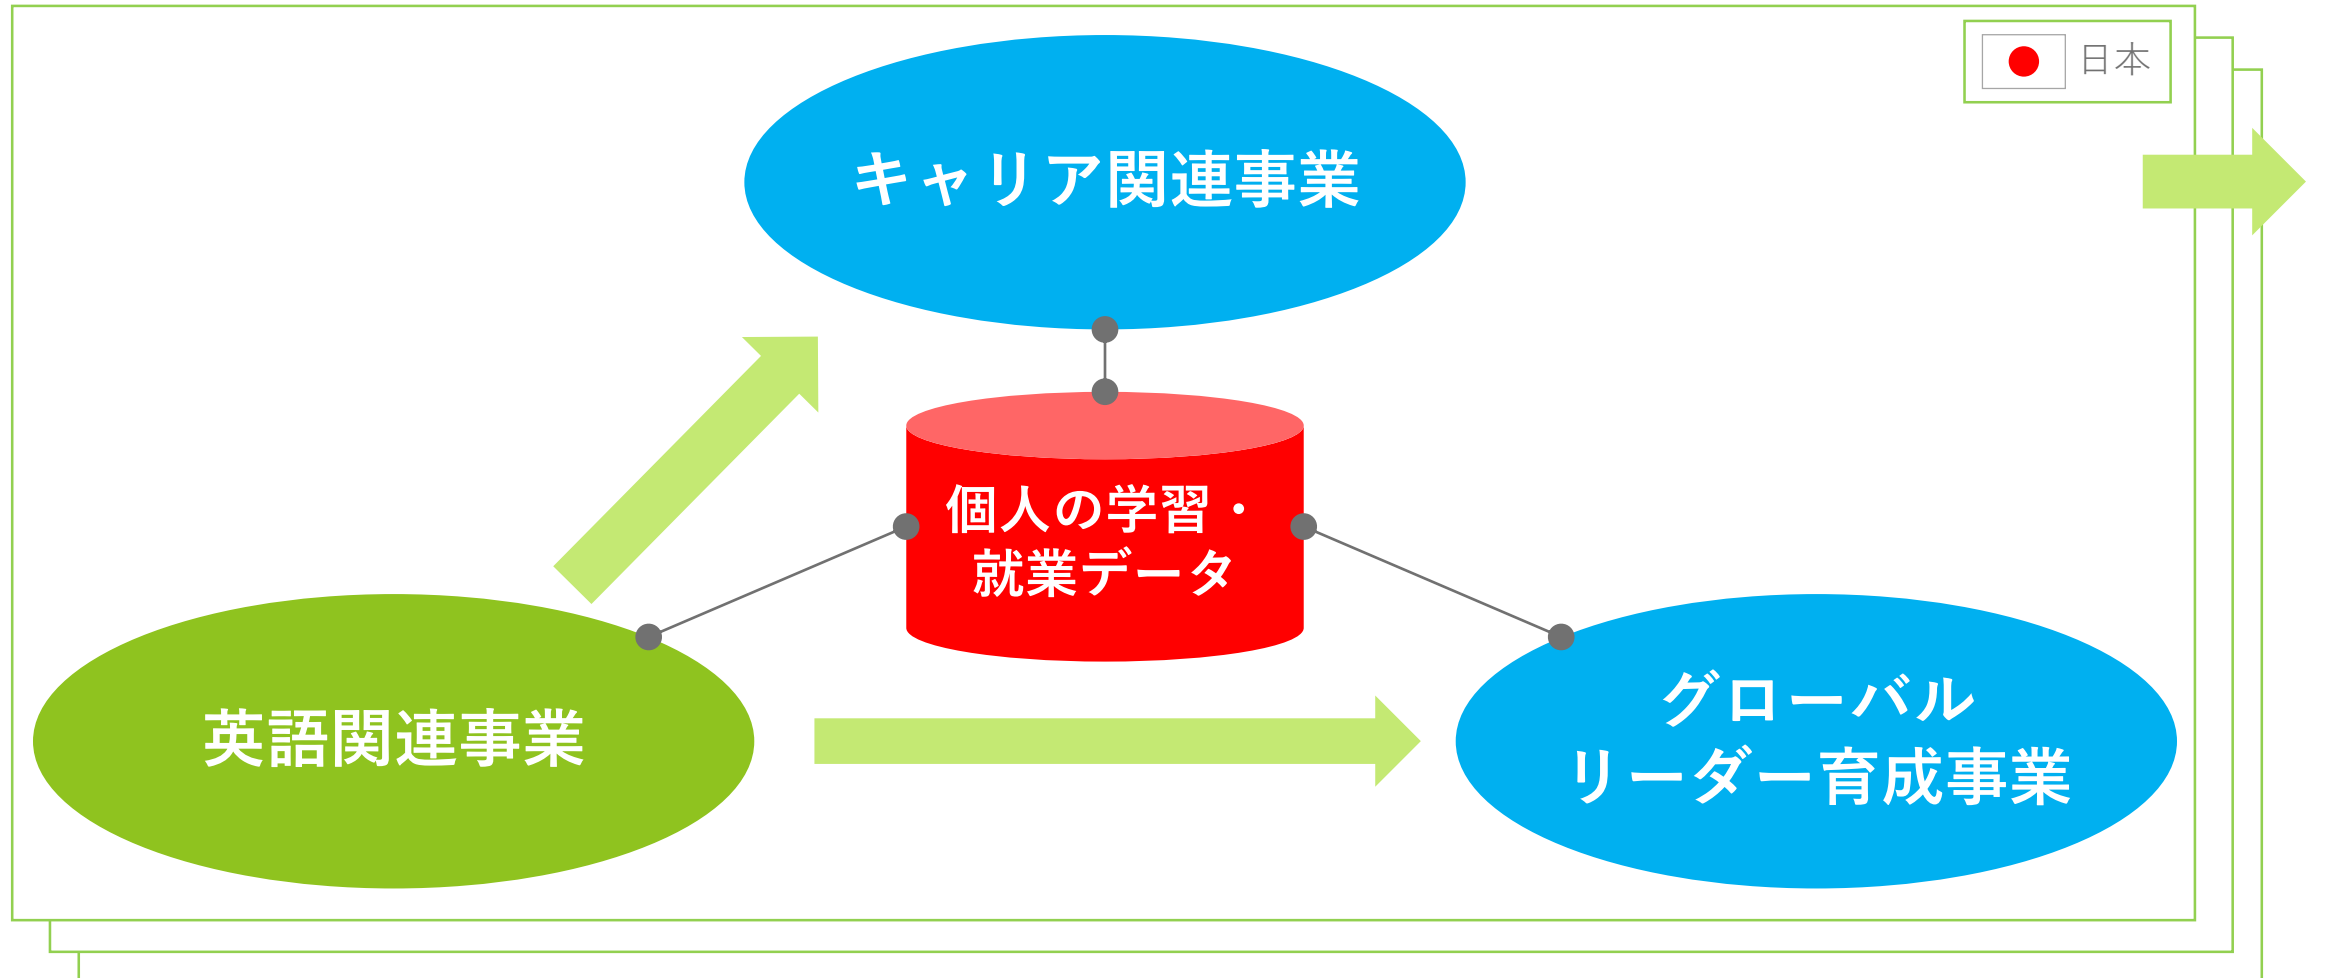 日本
キャリア関連事業
個人の学習・
就業データ
英語関連事業
グローバル
リーダー育成事業